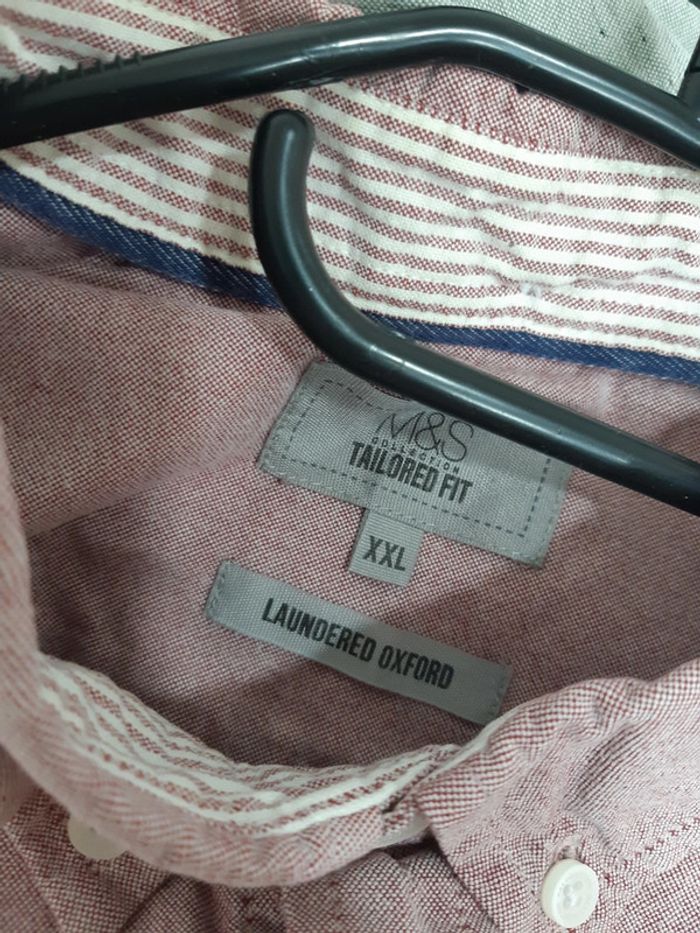 M&S
COLLECTION
TAILORED FIT
XXL
LAUNDERED OXFORD